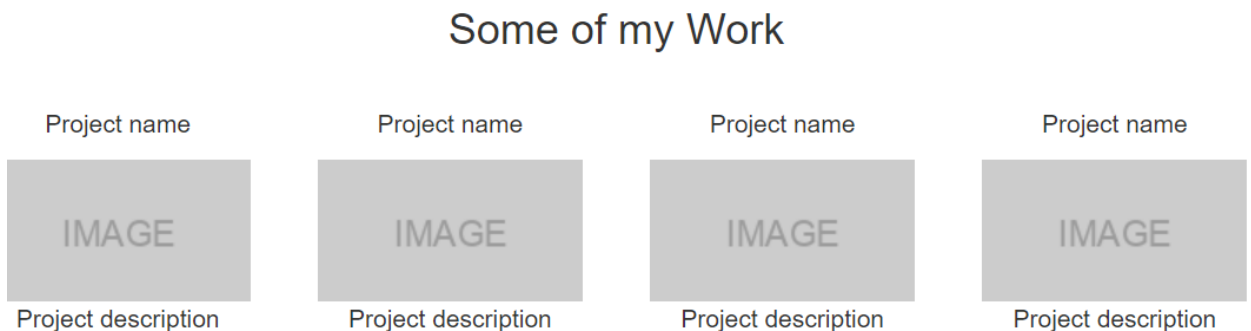 Some of my Work
Project name Project name Project name Project name
IMAGE IMAGE IMAGE IMAGE
Project description Project description Project description Project description